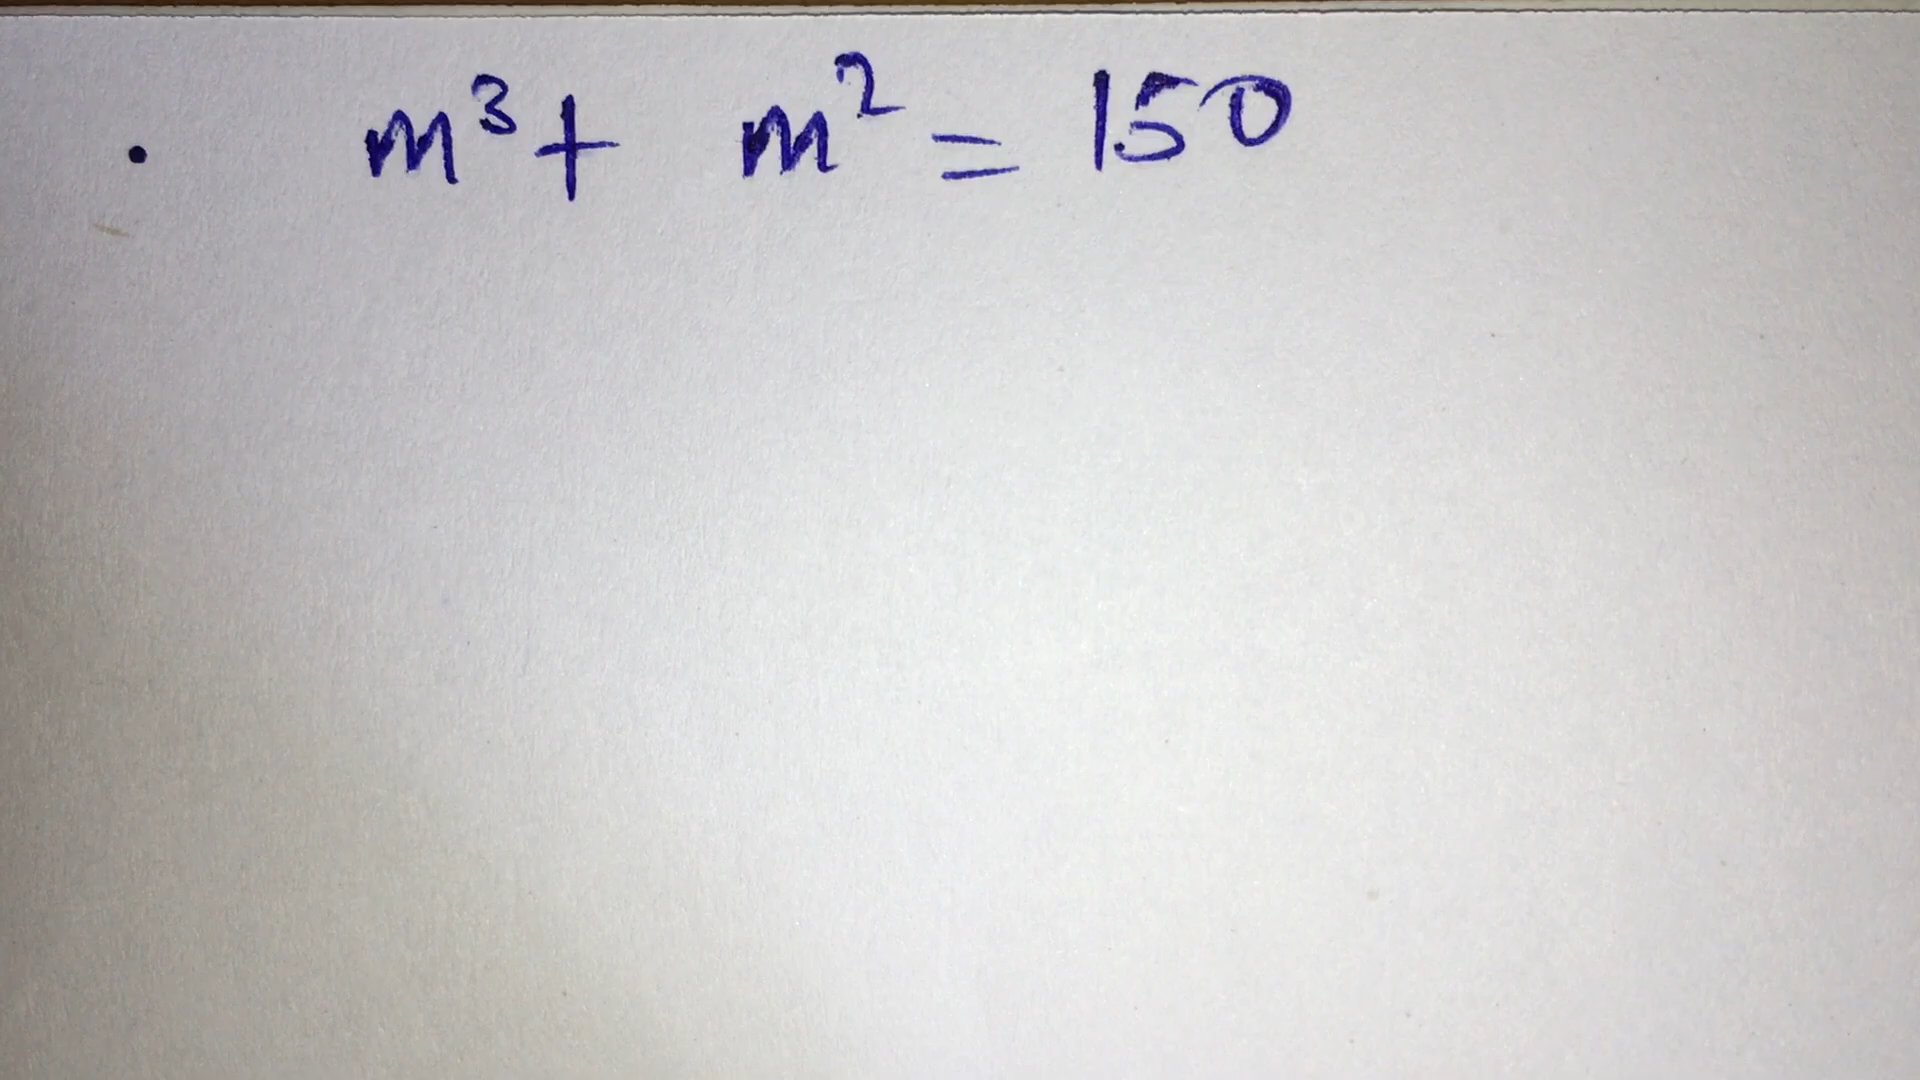 . m³ + m² = 150